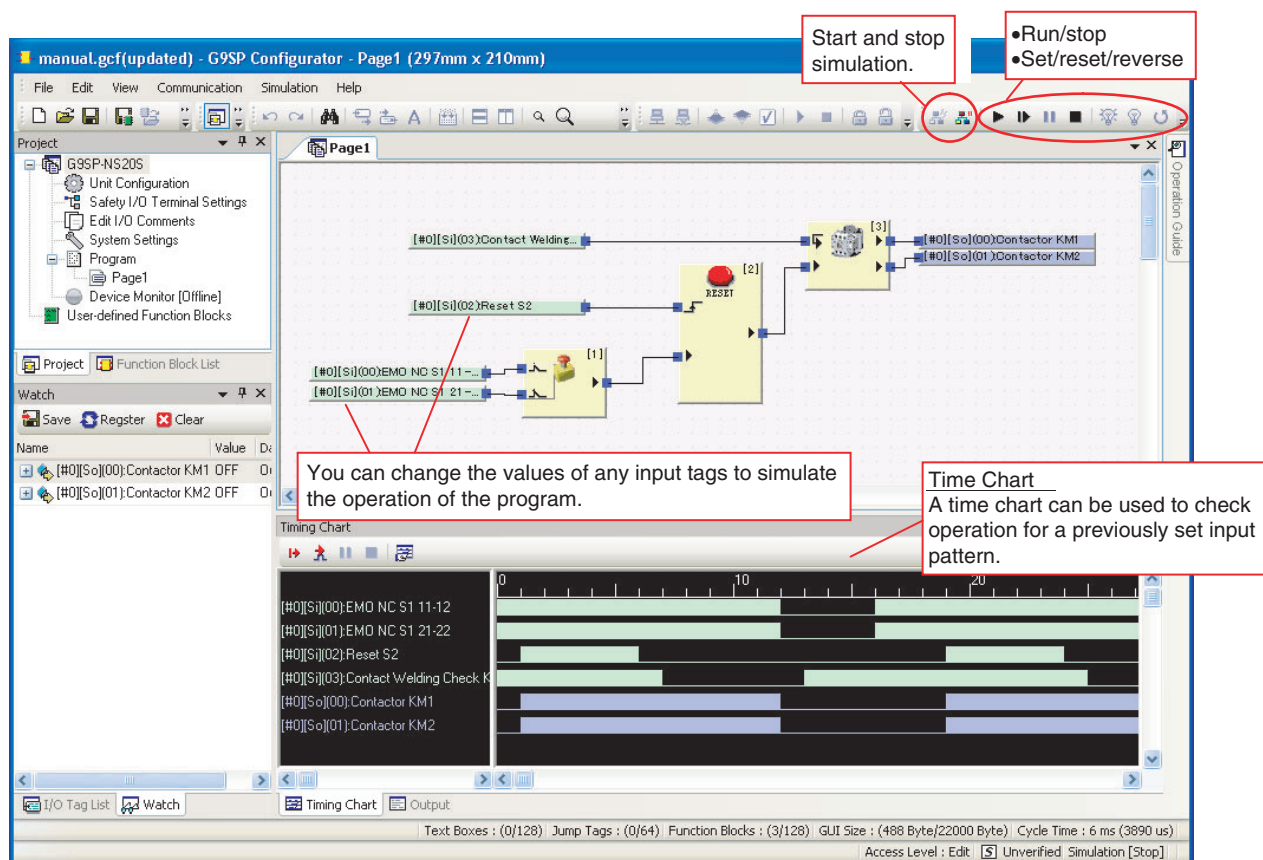 Start and stop
simulation.
•Run/stop
•Set/reset/reverse
manual.gcf(updated) - G9SP Configurator - Page1 (297mm x 210mm)
File Edit View Communication Simulation Help
Project
G9SP-NS20S
Unit Configuration
Safety I/O Terminal Settings
Edit I/O Comments
System Settings
Program
Page1
Device Monitor [Offline]
User-defined Function Blocks
Project Function Block List
Watch
Save Regster Clear
Name Value
[#0][So](00):Contactor KM1 OFF
[#0][So](01):Contactor KM2 OFF
Page1
Operation Guide
[#0][Si](03):Contact Welding...
[3]
[#0][So](00):Contactor KM1
[#0][So](01):Contactor KM2
[2]
RESET
[#0][Si](02):Reset S2
[1]
[#0][Si](00):EMO NC S1 11-...
[#0][Si](01):EMO NC S1 21-...
You can change the values of any input tags to simulate
the operation of the program.
Time Chart
A time chart can be used to check
operation for a previously set input
pattern.
Timing Chart
0 10 20
[#0][Si](00):EMO NC S1 11-12
[#0][Si](01):EMO NC S1 21-22
[#0][Si](02):Reset S2
[#0][Si](03):Contact Welding Check K
[#0][So](00):Contactor KM1
[#0][So](01):Contactor KM2
I/O Tag List Watch
Timing Chart Output
Text Boxes : (0/128) Jump Tags : (0/64) Function Blocks : (3/128) GUI Size : (488 Byte/22000 Byte) Cycle Time : 6 ms (3890 us)
Access Level : Edit S Unverified Simulation [Stop]